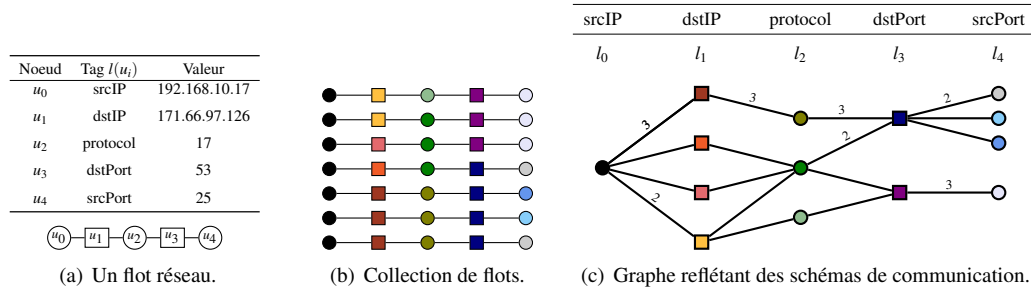 Noeud Tag l(uᵢ) Valeur
u₀ srcIP 192.168.10.17
u₁ dstIP 171.66.97.126
u₂ protocol 17
u₃ dstPort 53
u₄ srcPort 25
u₀ u₁ u₂ u₃ u₄
(a) Un flot réseau.
(b) Collection de flots.
srcIP dstIP protocol dstPort srcPort
l₀ l₁ l₂ l₃ l₄
3 3 3 2
2
2 3
(c) Graphe reflétant des schémas de communication.